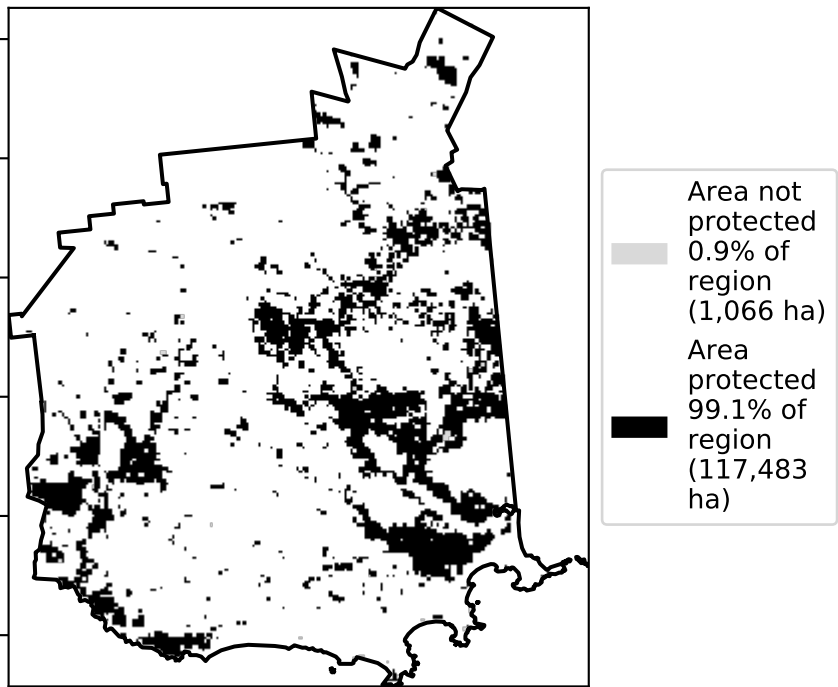 Area not
protected
0.9% of
region
(1,066 ha)
Area
protected
99.1% of
region
(117,483
ha)